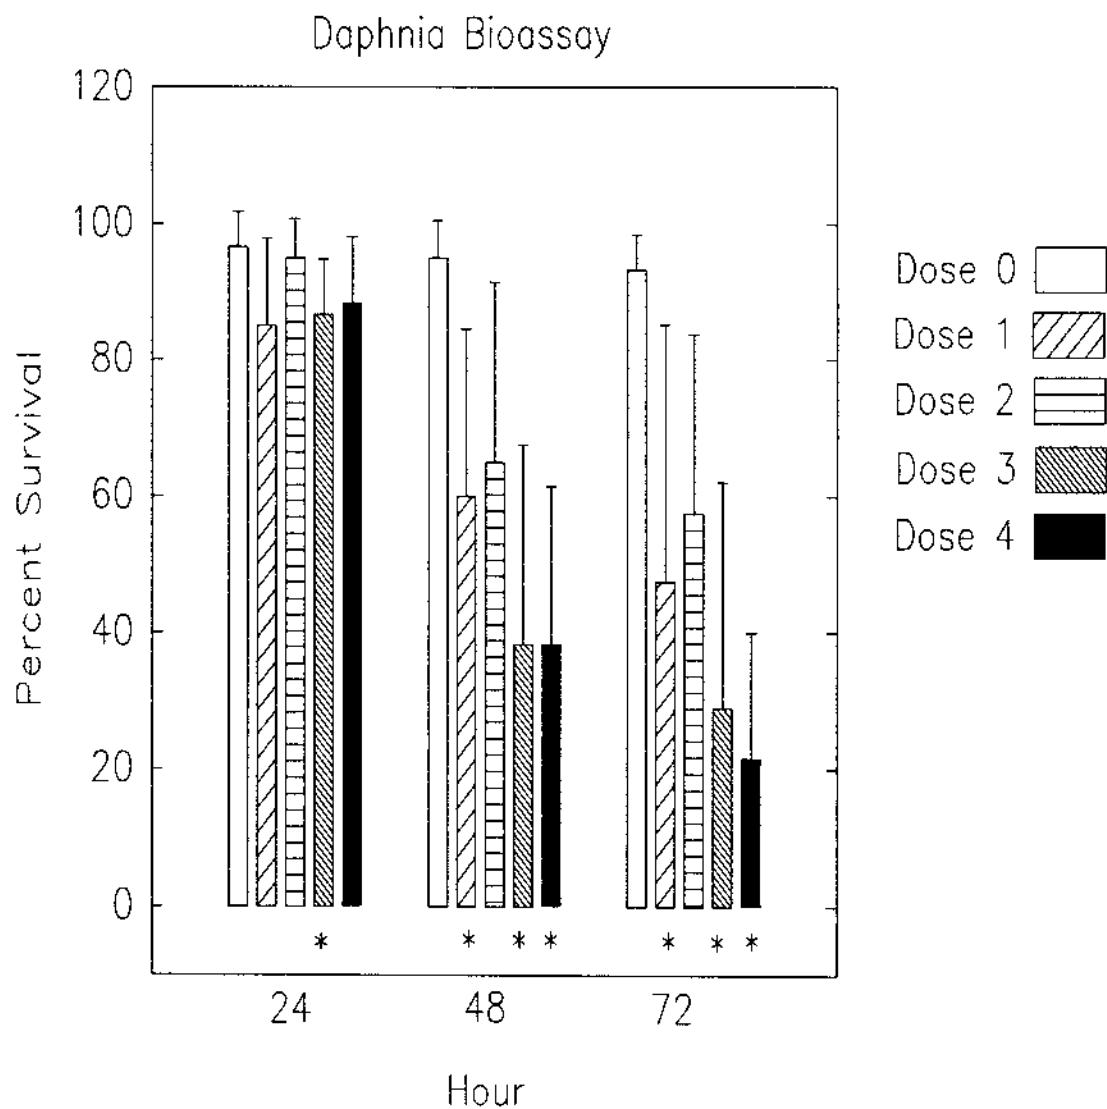 Daphnia Bioassay
120
100
80
60
40
20
0
Percent Survival
* * * * * * *
24 48 72
Hour
Dose 0
Dose 1
Dose 2
Dose 3
Dose 4